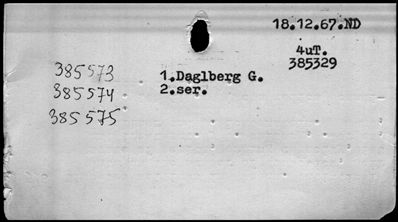 18.12.67.ND
4uT.
385329
385573
385574
385575
1.Daglberg G.
2.ser.